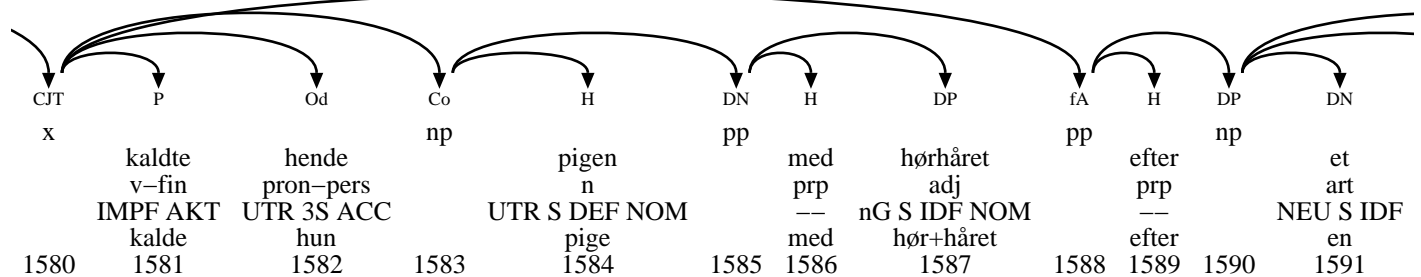 CJT P Od Co H DN H DP fA H DP DN
x np pp pp np
kaldte hende pigen med hørhåret efter et
v−fin pron−pers n prp adj prp art
IMPF AKT UTR 3S ACC UTR S DEF NOM −− nG S IDF NOM −− NEU S IDF
kalde hun pige med hør+håret efter en
1580 1581 1582 1583 1584 1585 1586 1587 1588 1589 1590 1591